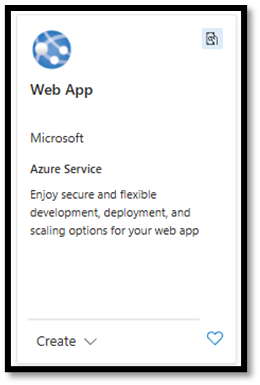 Web App
Microsoft
Azure Service
Enjoy secure and flexible
development, deployment, and
scaling options for your web app
Create